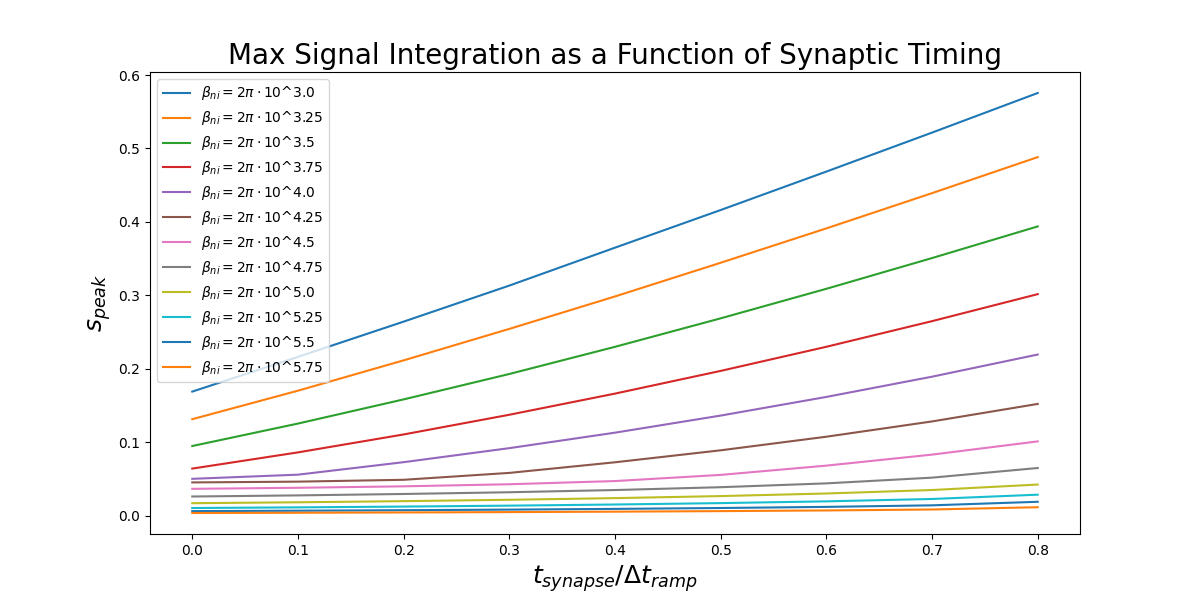 Max Signal Integration as a Function of Synaptic Timing
0.6
0.5
0.4
0.3
0.2
0.1
0.0
s_peak
β_ni = 2π · 10^3.0
β_ni = 2π · 10^3.25
β_ni = 2π · 10^3.5
β_ni = 2π · 10^3.75
β_ni = 2π · 10^4.0
β_ni = 2π · 10^4.25
β_ni = 2π · 10^4.5
β_ni = 2π · 10^4.75
β_ni = 2π · 10^5.0
β_ni = 2π · 10^5.25
β_ni = 2π · 10^5.5
β_ni = 2π · 10^5.75
0.0 0.1 0.2 0.3 0.4 0.5 0.6 0.7 0.8
t_synapse/Δt_ramp